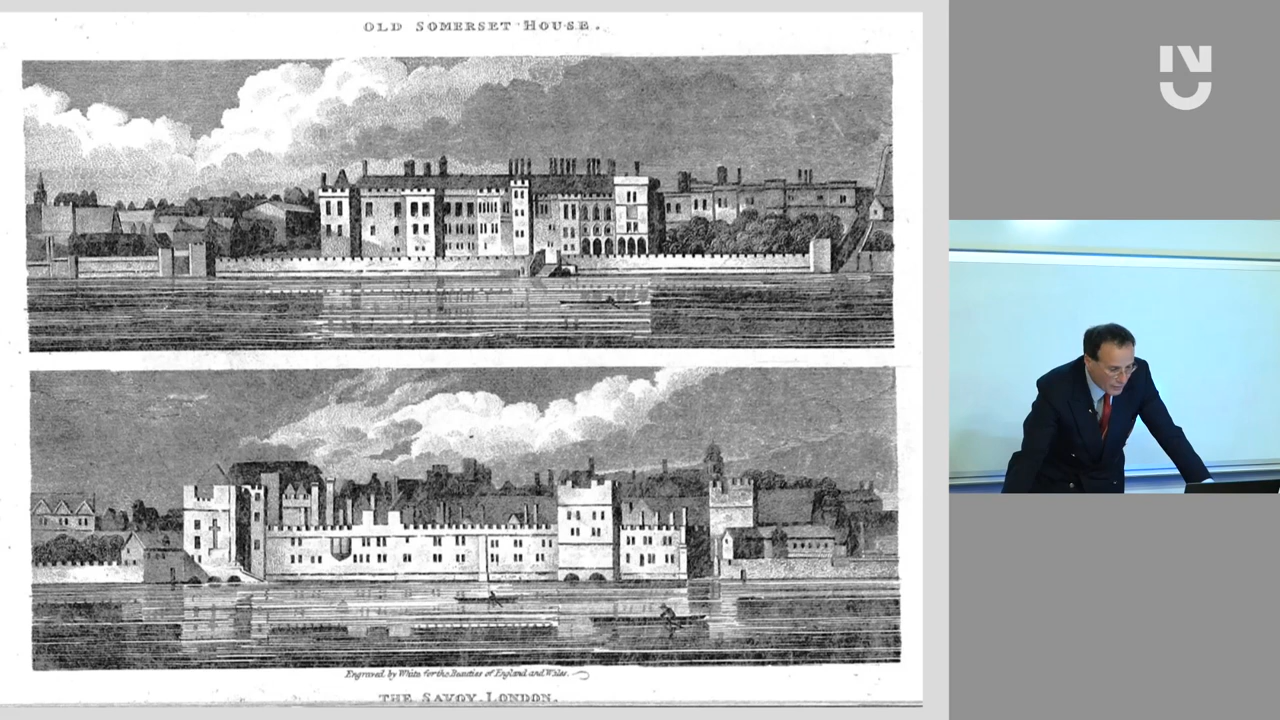 OLD SOMERSET HOUSE.
Engraved by White for the Beauties of England and Wales.
THE SAVOY, LONDON.